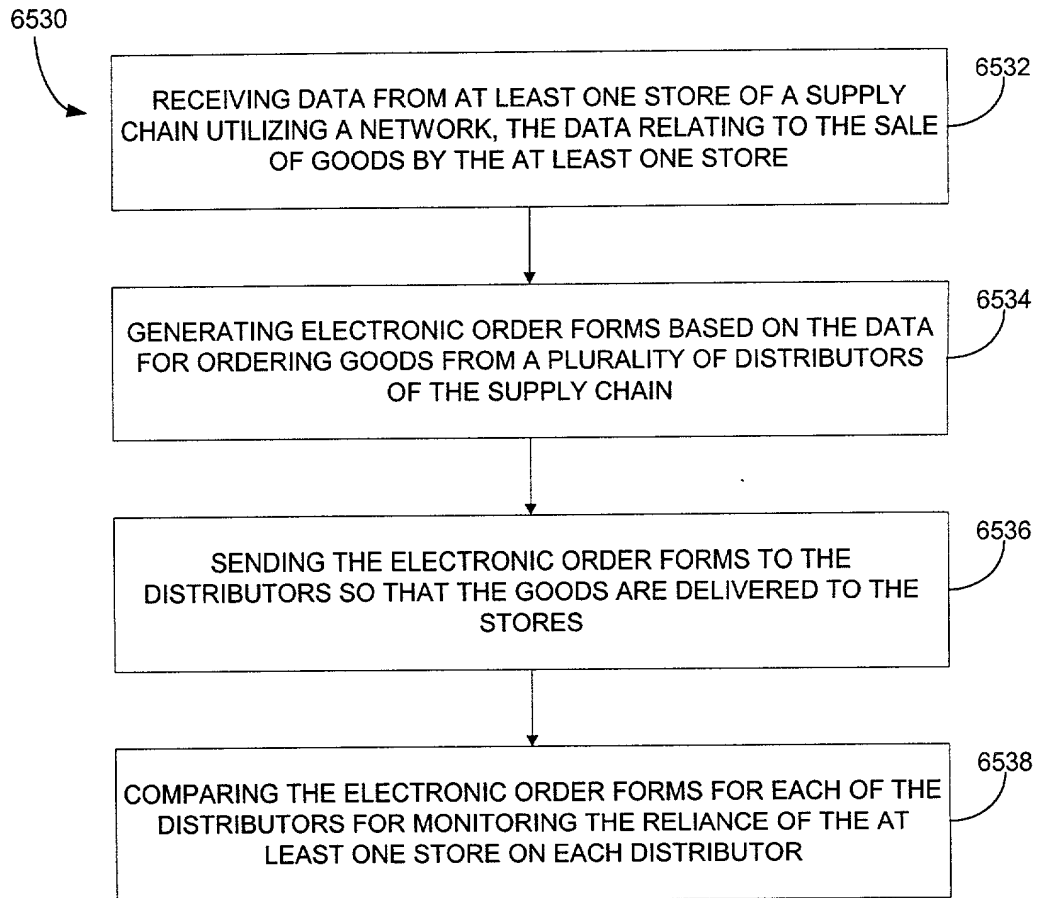 6530
6532
RECEIVING DATA FROM AT LEAST ONE STORE OF A SUPPLY
CHAIN UTILIZING A NETWORK, THE DATA RELATING TO THE SALE
OF GOODS BY THE AT LEAST ONE STORE
6534
GENERATING ELECTRONIC ORDER FORMS BASED ON THE DATA
FOR ORDERING GOODS FROM A PLURALITY OF DISTRIBUTORS
OF THE SUPPLY CHAIN
6536
SENDING THE ELECTRONIC ORDER FORMS TO THE
DISTRIBUTORS SO THAT THE GOODS ARE DELIVERED TO THE
STORES
6538
COMPARING THE ELECTRONIC ORDER FORMS FOR EACH OF THE
DISTRIBUTORS FOR MONITORING THE RELIANCE OF THE AT
LEAST ONE STORE ON EACH DISTRIBUTOR